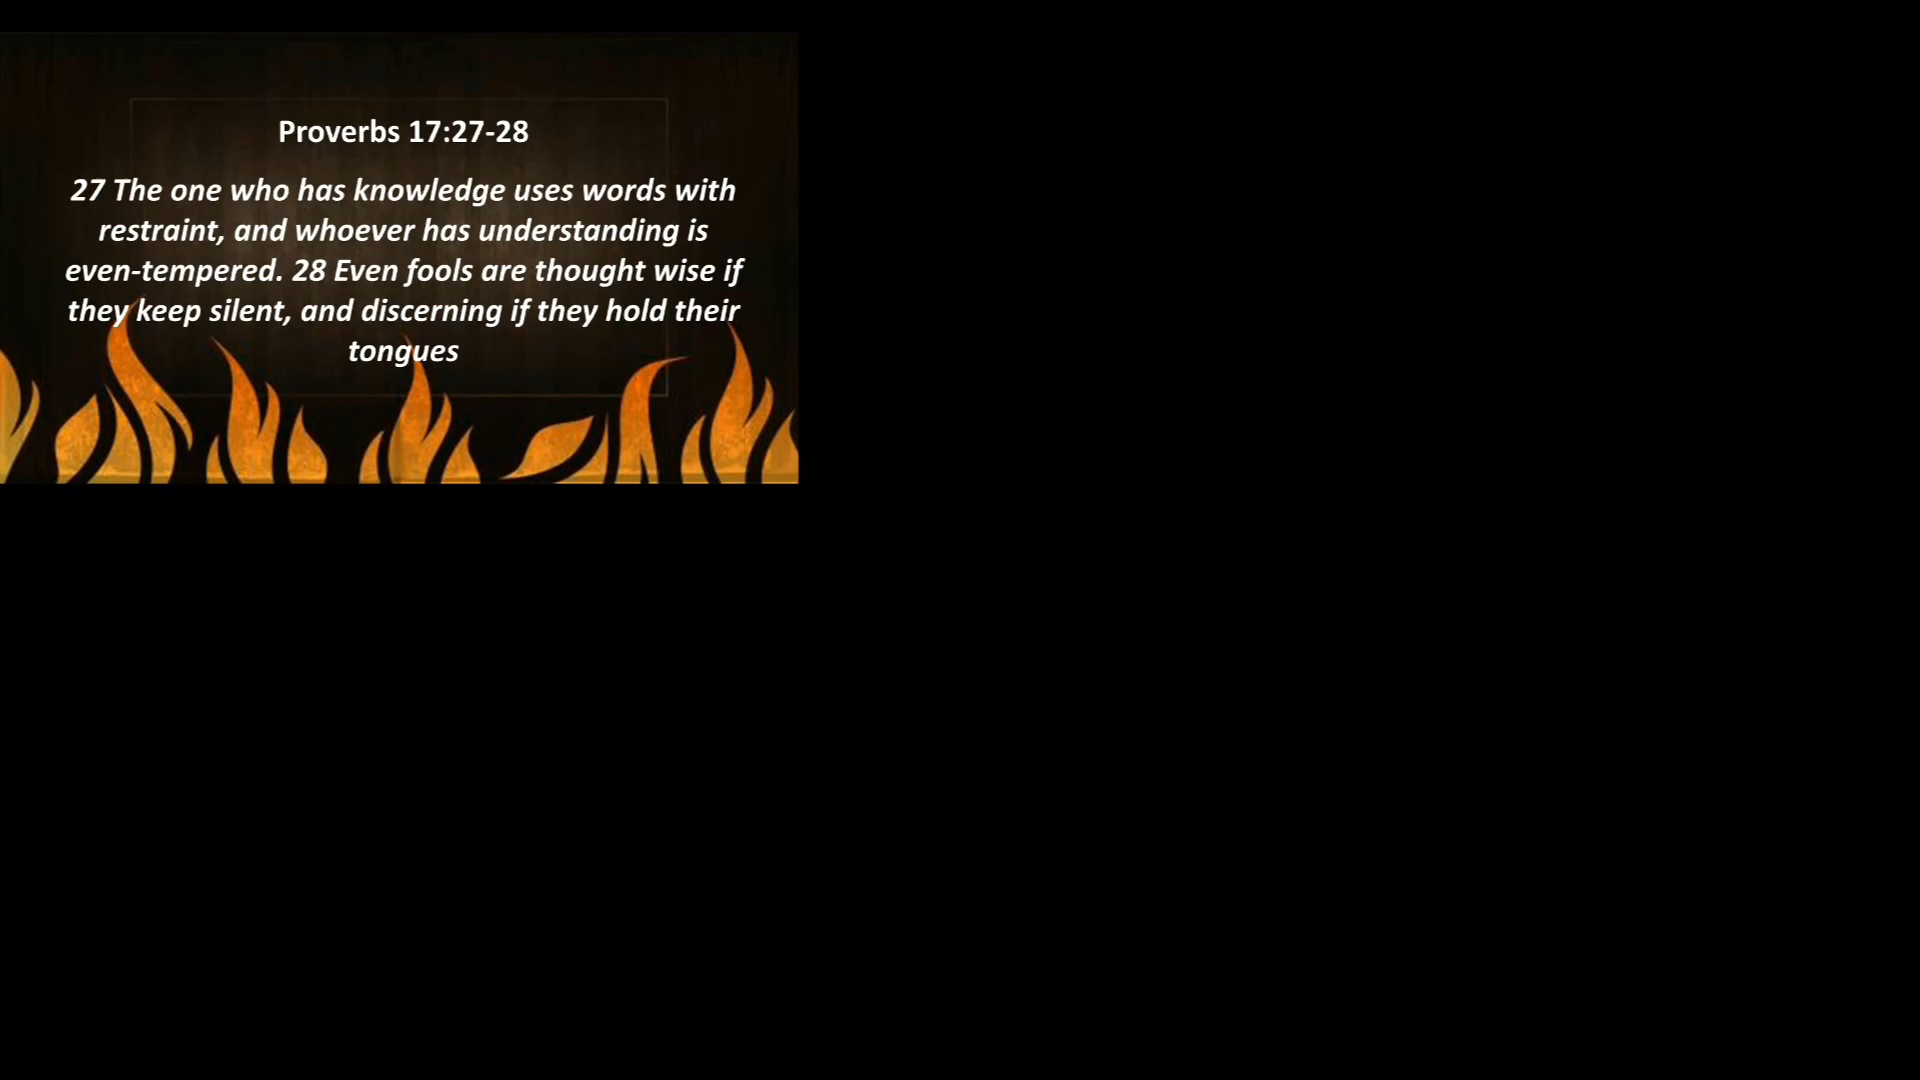 Proverbs 17:27-28
27 The one who has knowledge uses words with
restraint, and whoever has understanding is
even-tempered. 28 Even fools are thought wise if
they keep silent, and discerning if they hold their
tongues